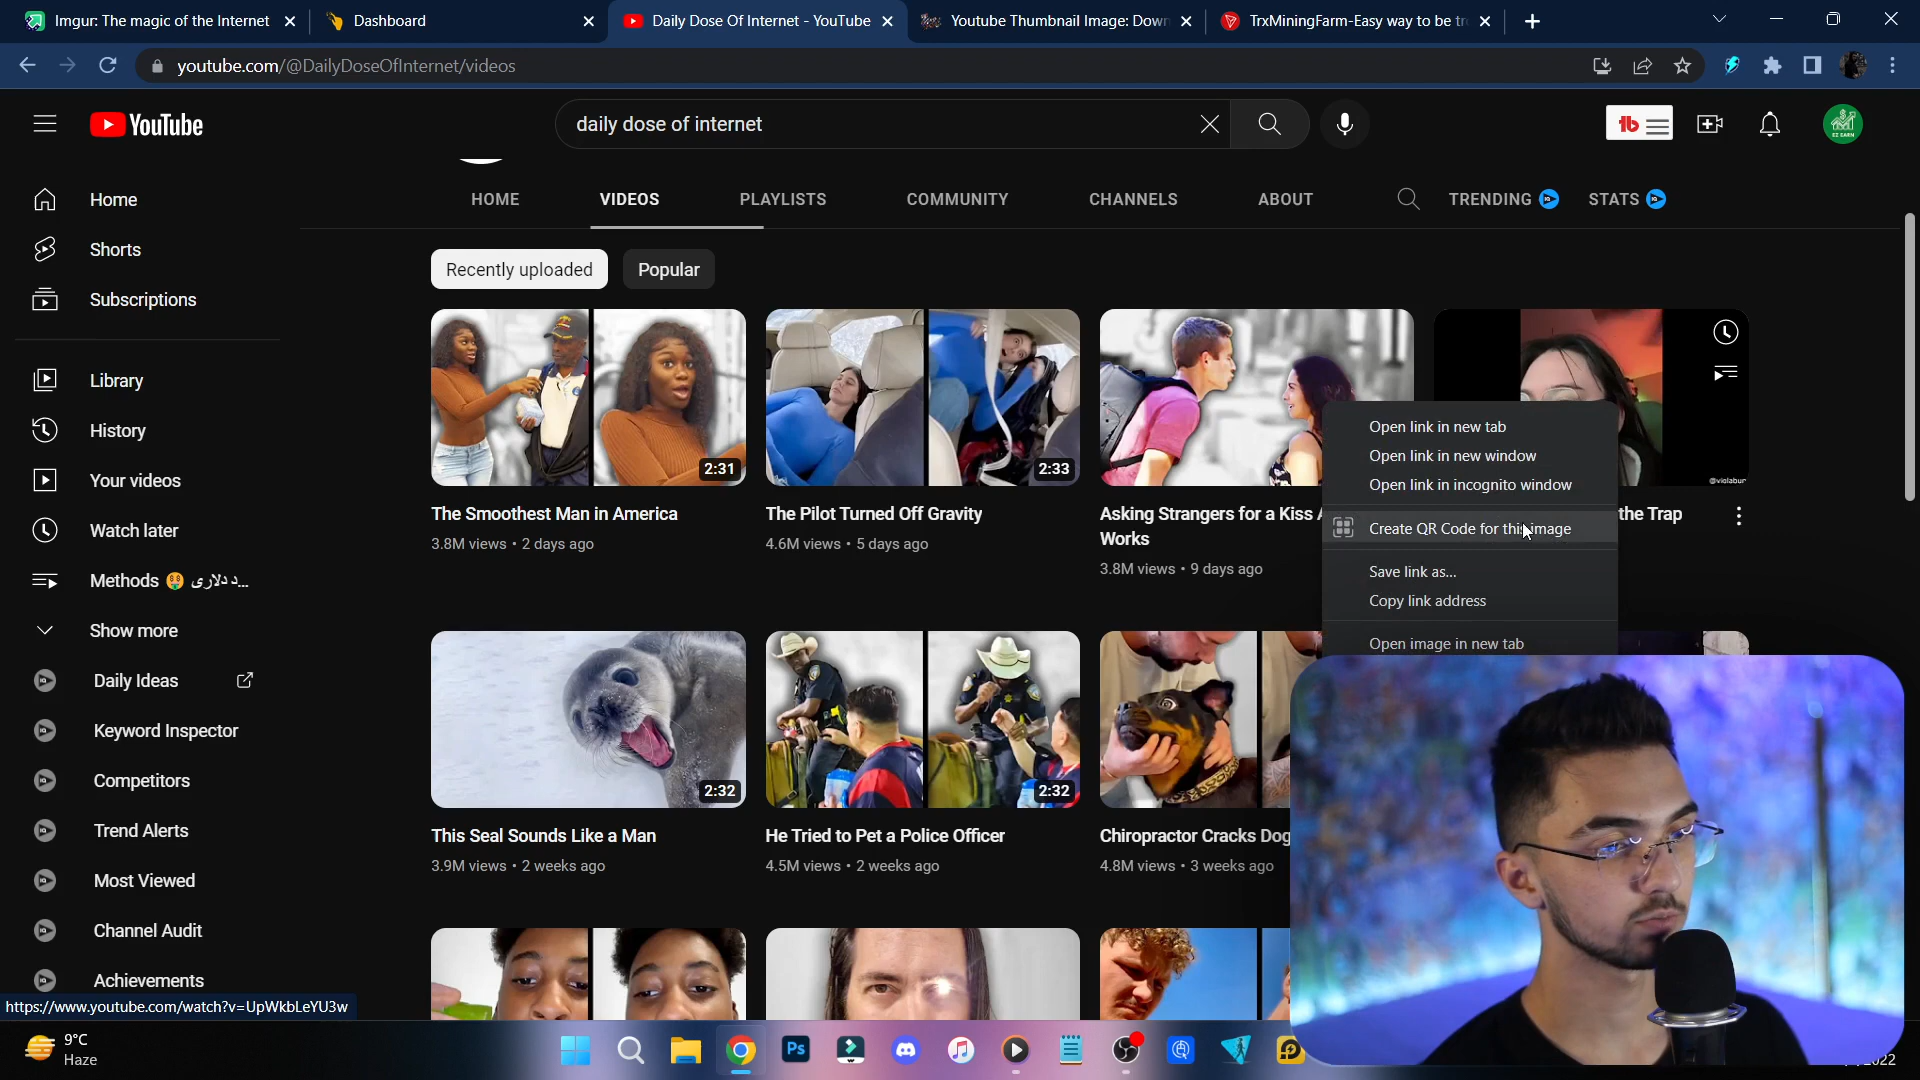 Imgur: The magic of the Internet
Dashboard
Daily Dose Of Internet - YouTube
Youtube Thumbnail Image: Down
TrxMiningFarm-Easy way to be tr
youtube.com/@DailyDoseOfInternet/videos
YouTube
daily dose of internet
tb
EZ EARN
HOME
VIDEOS
PLAYLISTS
COMMUNITY
CHANNELS
ABOUT
TRENDING
STATS
Home
Shorts
Subscriptions
Library
History
Your videos
Watch later
Methods 🤑 د دلاری...
Show more
Daily Ideas
Keyword Inspector
Competitors
Trend Alerts
Most Viewed
Channel Audit
Achievements
Recently uploaded
Popular
2:31
The Smoothest Man in America
3.8M views • 2 days ago
2:33
The Pilot Turned Off Gravity
4.6M views • 5 days ago
Asking Strangers for a Kiss
Works
3.8M views • 9 days ago
the Trap
Open link in new tab
Open link in new window
Open link in incognito window
Create QR Code for this image
Save link as...
Copy link address
Open image in new tab
2:32
This Seal Sounds Like a Man
3.9M views • 2 weeks ago
2:32
He Tried to Pet a Police Officer
4.5M views • 2 weeks ago
Chiropractor Cracks Dog
4.8M views • 3 weeks ago
https://www.youtube.com/watch?v=UpWkbLeYU3w
9°C
Haze
Ps